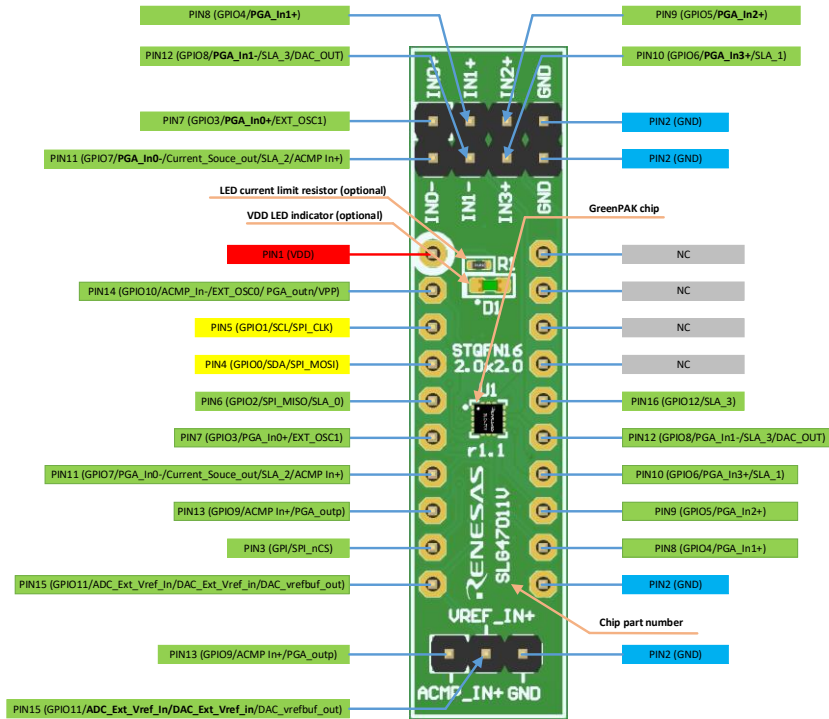 PIN8 (GPIO4/PGA_In1+)
PIN9 (GPIO5/PGA_In2+)
PIN12 (GPIO8/PGA_In1-/SLA_3/DAC_OUT)
PIN10 (GPIO6/PGA_In3+/SLA_1)
IN0+
IN1+
IN2+
GND
PIN7 (GPIO3/PGA_In0+/EXT_OSC1)
PIN2 (GND)
PIN11 (GPIO7/PGA_In0-/Current_Souce_out/SLA_2/ACMP In+)
PIN2 (GND)
IN0-
IN1-
IN3+
GND
LED current limit resistor (optional)
GreenPAK chip
VDD LED indicator (optional)
PIN1 (VDD)
R1
NC
PIN14 (GPIO10/ACMP_In-/EXT_OSC0/ PGA_outn/VPP)
NC
D1
PIN5 (GPIO1/SCL/SPI_CLK)
NC
STQFN16
2.0x2.0
PIN4 (GPIO0/SDA/SPI_MOSI)
NC
U1
PIN6 (GPIO2/SPI_MISO/SLA_0)
PIN16 (GPIO12/SLA_3)
PIN7 (GPIO3/PGA_In0+/EXT_OSC1)
PIN12 (GPIO8/PGA_In1-/SLA_3/DAC_OUT)
r1.1
PIN11 (GPIO7/PGA_In0-/Current_Souce_out/SLA_2/ACMP In+)
PIN10 (GPIO6/PGA_In3+/SLA_1)
RENESAS
SLG47011V
PIN13 (GPIO9/ACMP In+/PGA_outp)
PIN9 (GPIO5/PGA_In2+)
PIN3 (GPI/SPI_nCS)
PIN8 (GPIO4/PGA_In1+)
PIN15 (GPIO11/ADC_Ext_Vref_In/DAC_Ext_Vref_in/DAC_vrefbuf_out)
PIN2 (GND)
VREF_IN+
Chip part number
PIN13 (GPIO9/ACMP In+/PGA_outp)
PIN2 (GND)
ACMP_IN+ GND
PIN15 (GPIO11/ADC_Ext_Vref_In/DAC_Ext_Vref_in/DAC_vrefbuf_out)